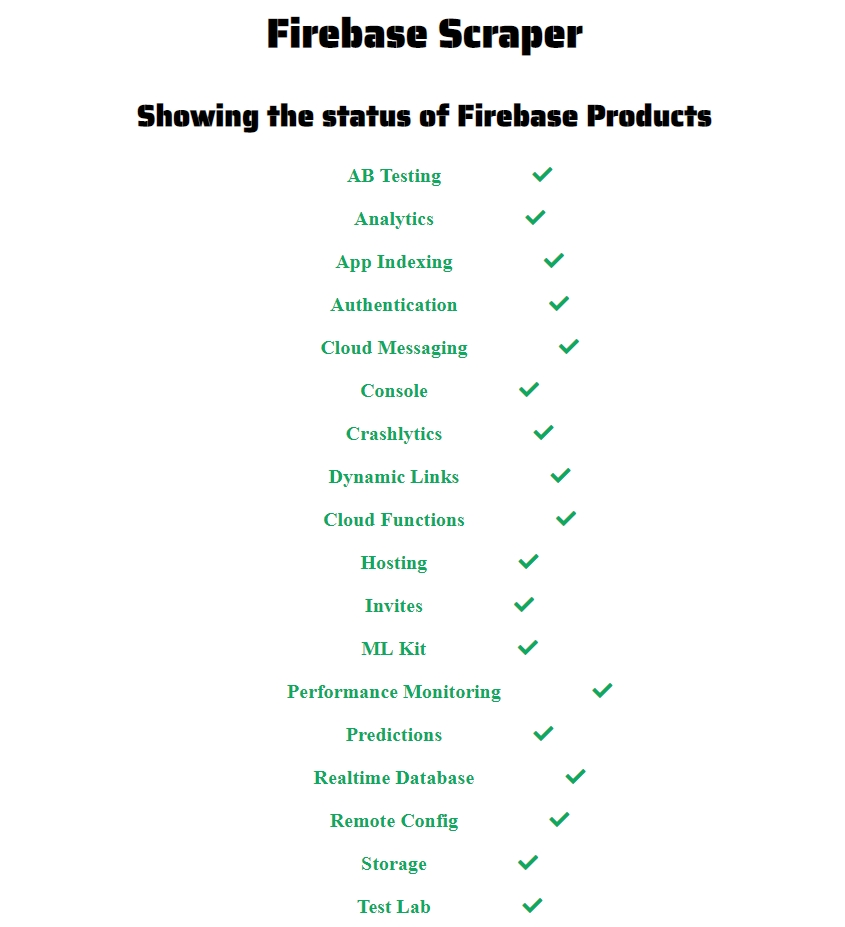 Firebase Scraper
Showing the status of Firebase Products
AB Testing
Analytics
App Indexing
Authentication
Cloud Messaging
Console
Crashlytics
Dynamic Links
Cloud Functions
Hosting
Invites
ML Kit
Performance Monitoring
Predictions
Realtime Database
Remote Config
Storage
Test Lab